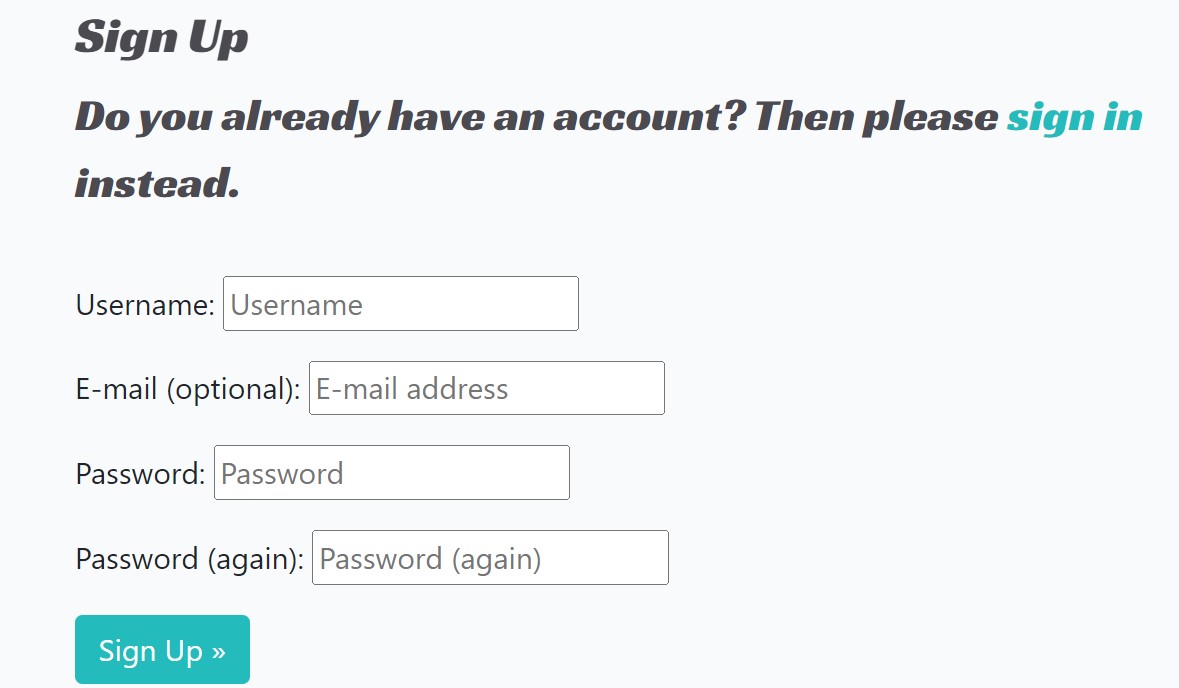 Sign Up
Do you already have an account? Then please sign in
instead.
Username: Username
E-mail (optional): E-mail address
Password: Password
Password (again): Password (again)
Sign Up »